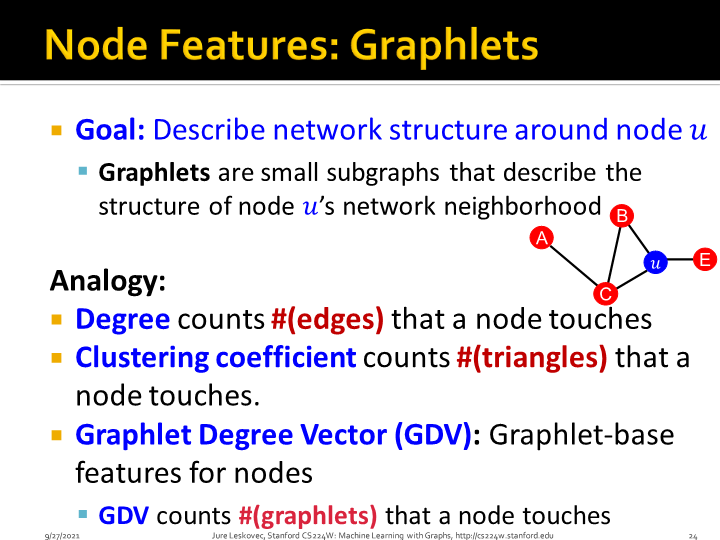 Node Features: Graphlets
Goal: Describe network structure around node 𝑢
Graphlets are small subgraphs that describe the
structure of node 𝑢’s network neighborhood
B
A
𝑢
E
C
Analogy:
Degree counts #(edges) that a node touches
Clustering coefficient counts #(triangles) that a
node touches.
Graphlet Degree Vector (GDV): Graphlet-base
features for nodes
GDV counts #(graphlets) that a node touches
9/27/2021
Jure Leskovec, Stanford CS224W: Machine Learning with Graphs, http://cs224w.stanford.edu
24